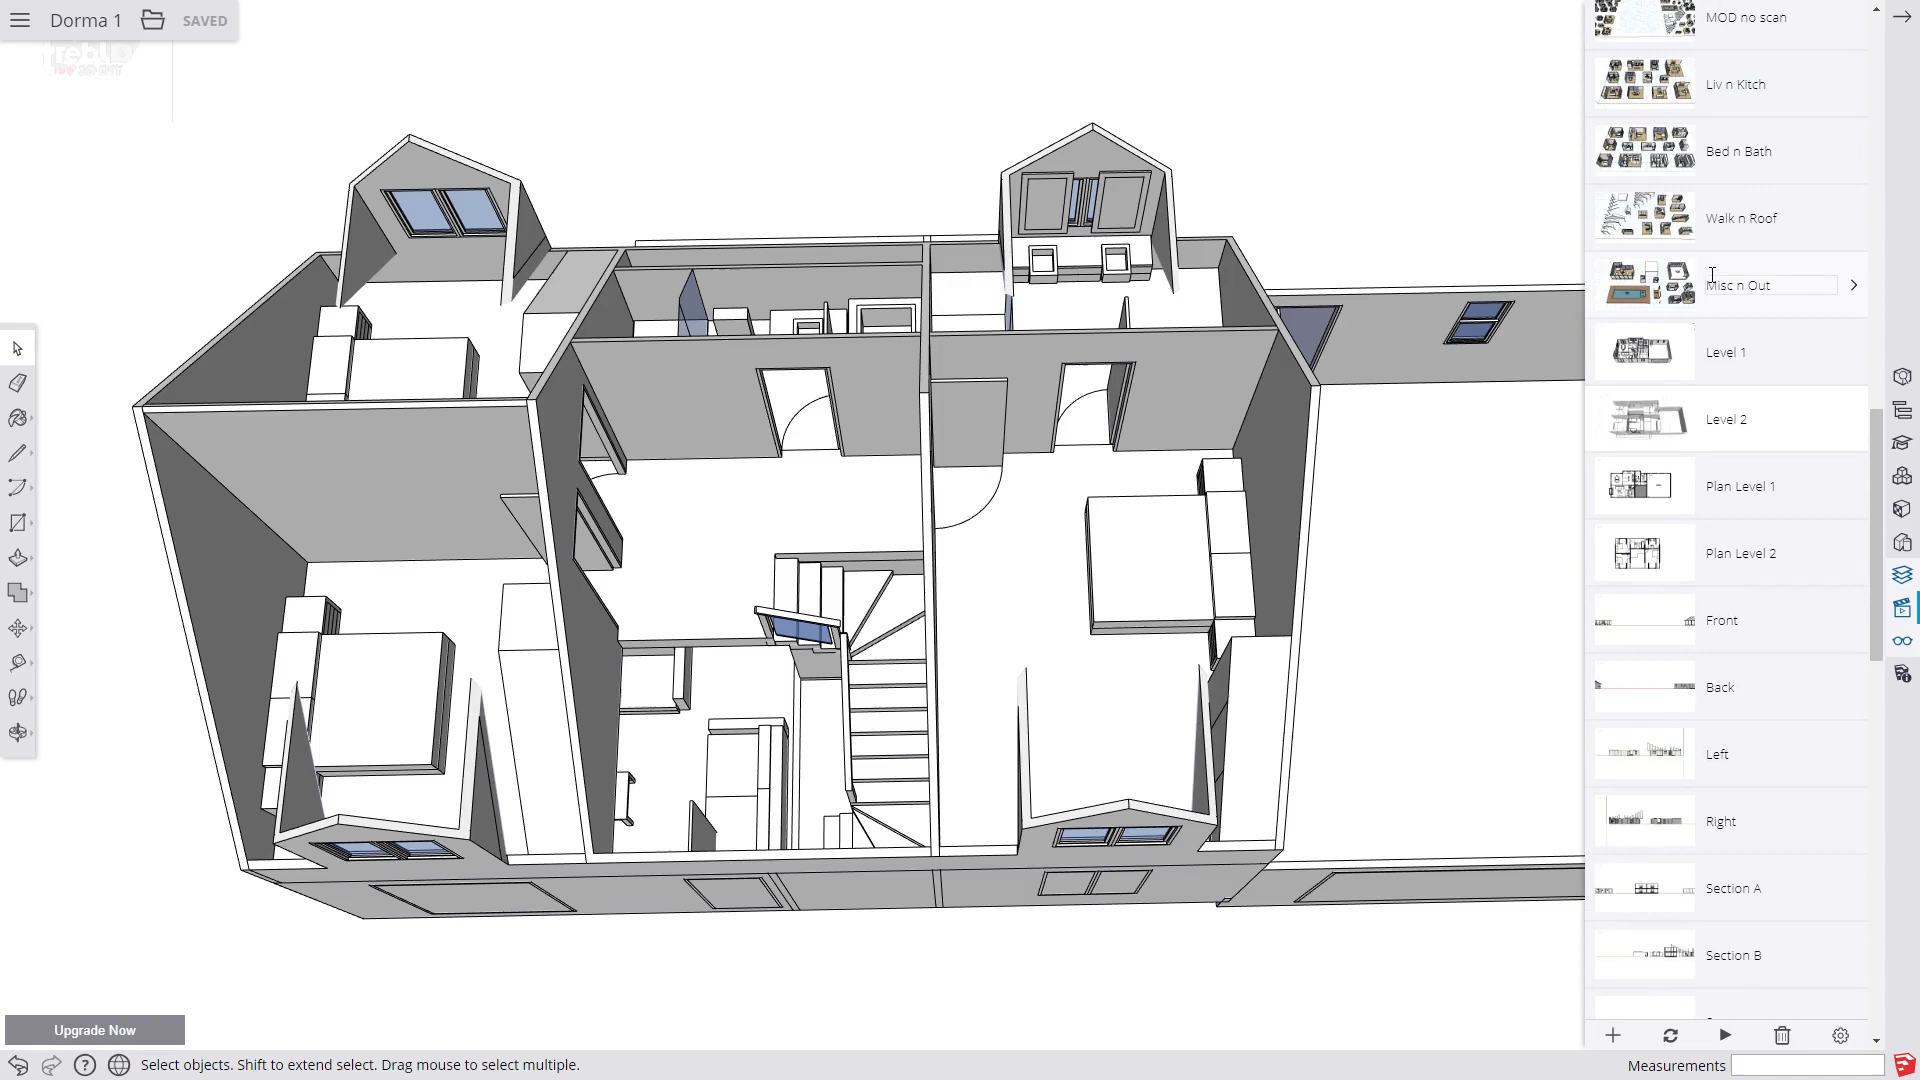 Dorma 1
SAVED
MOD no scan
Liv n Kitch
Bed n Bath
Walk n Roof
Misc n Out
Level 1
Level 2
Plan Level 1
Plan Level 2
Front
Back
Left
Right
Section A
Section B
Upgrade Now
Select objects. Shift to extend select. Drag mouse to select multiple.
Measurements